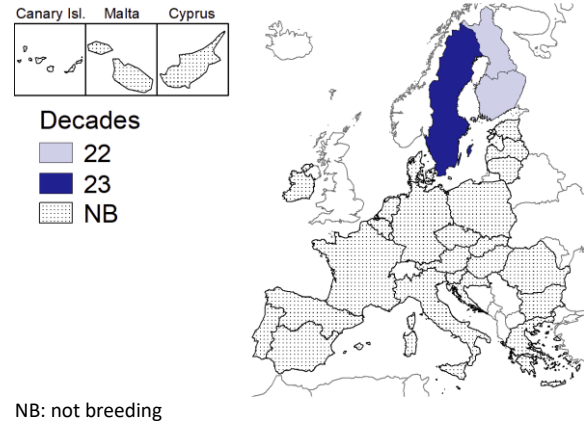 Canary Isl. Malta Cyprus
Decades
22
23
NB
NB: not breeding